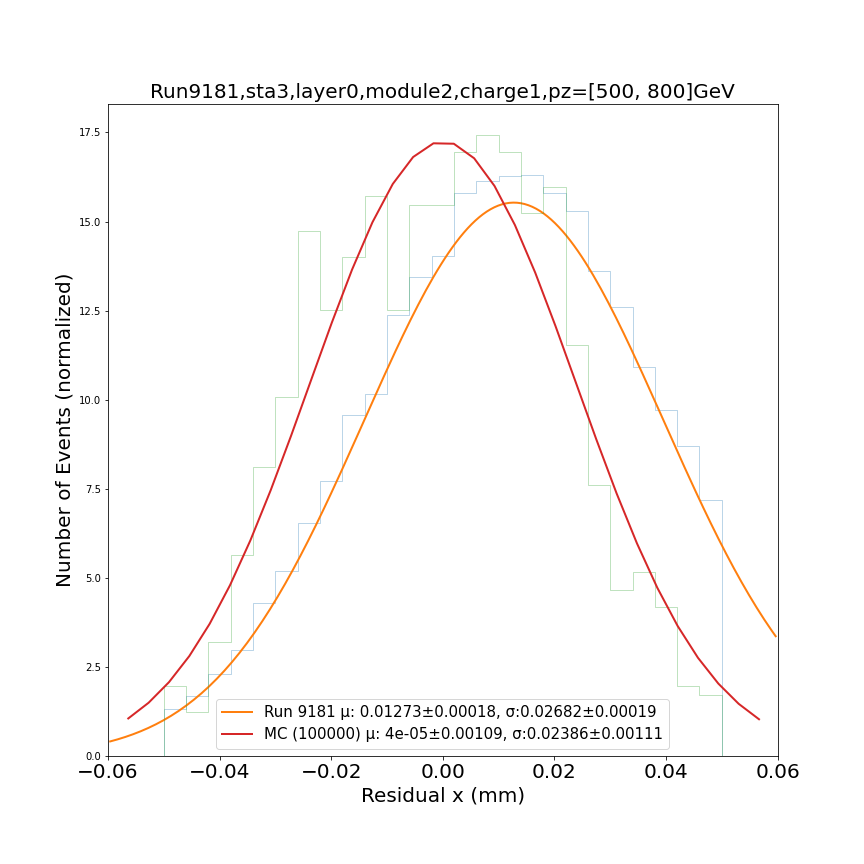 Run9181,sta3,layer0,module2,charge1,pz=[500, 800]GeV
Number of Events (normalized)
17.5
15.0
12.5
10.0
7.5
5.0
2.5
0.0
Run 9181 μ: 0.01273±0.00018, σ:0.02682±0.00019
MC (100000) μ: 4e-05±0.00109, σ:0.02386±0.00111
−0.06 −0.04 −0.02 0.00 0.02 0.04 0.06
Residual x (mm)